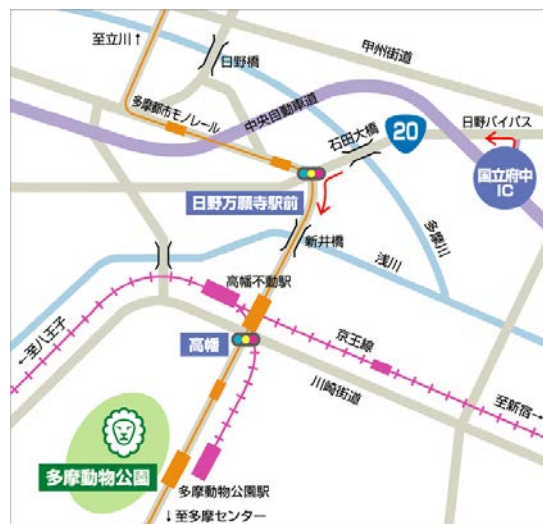 至立川↑
日野橋
甲州街道
多摩都市モノレール
中央自動車道
石田大橋
20
日野バイパス
国立府中
IC
日野万願寺駅前
新井橋
多摩川
浅川
高幡不動駅
←至八王子
高幡
京王線
川崎街道
至新宿→
多摩動物公園
多摩動物公園駅
↓至多摩センター